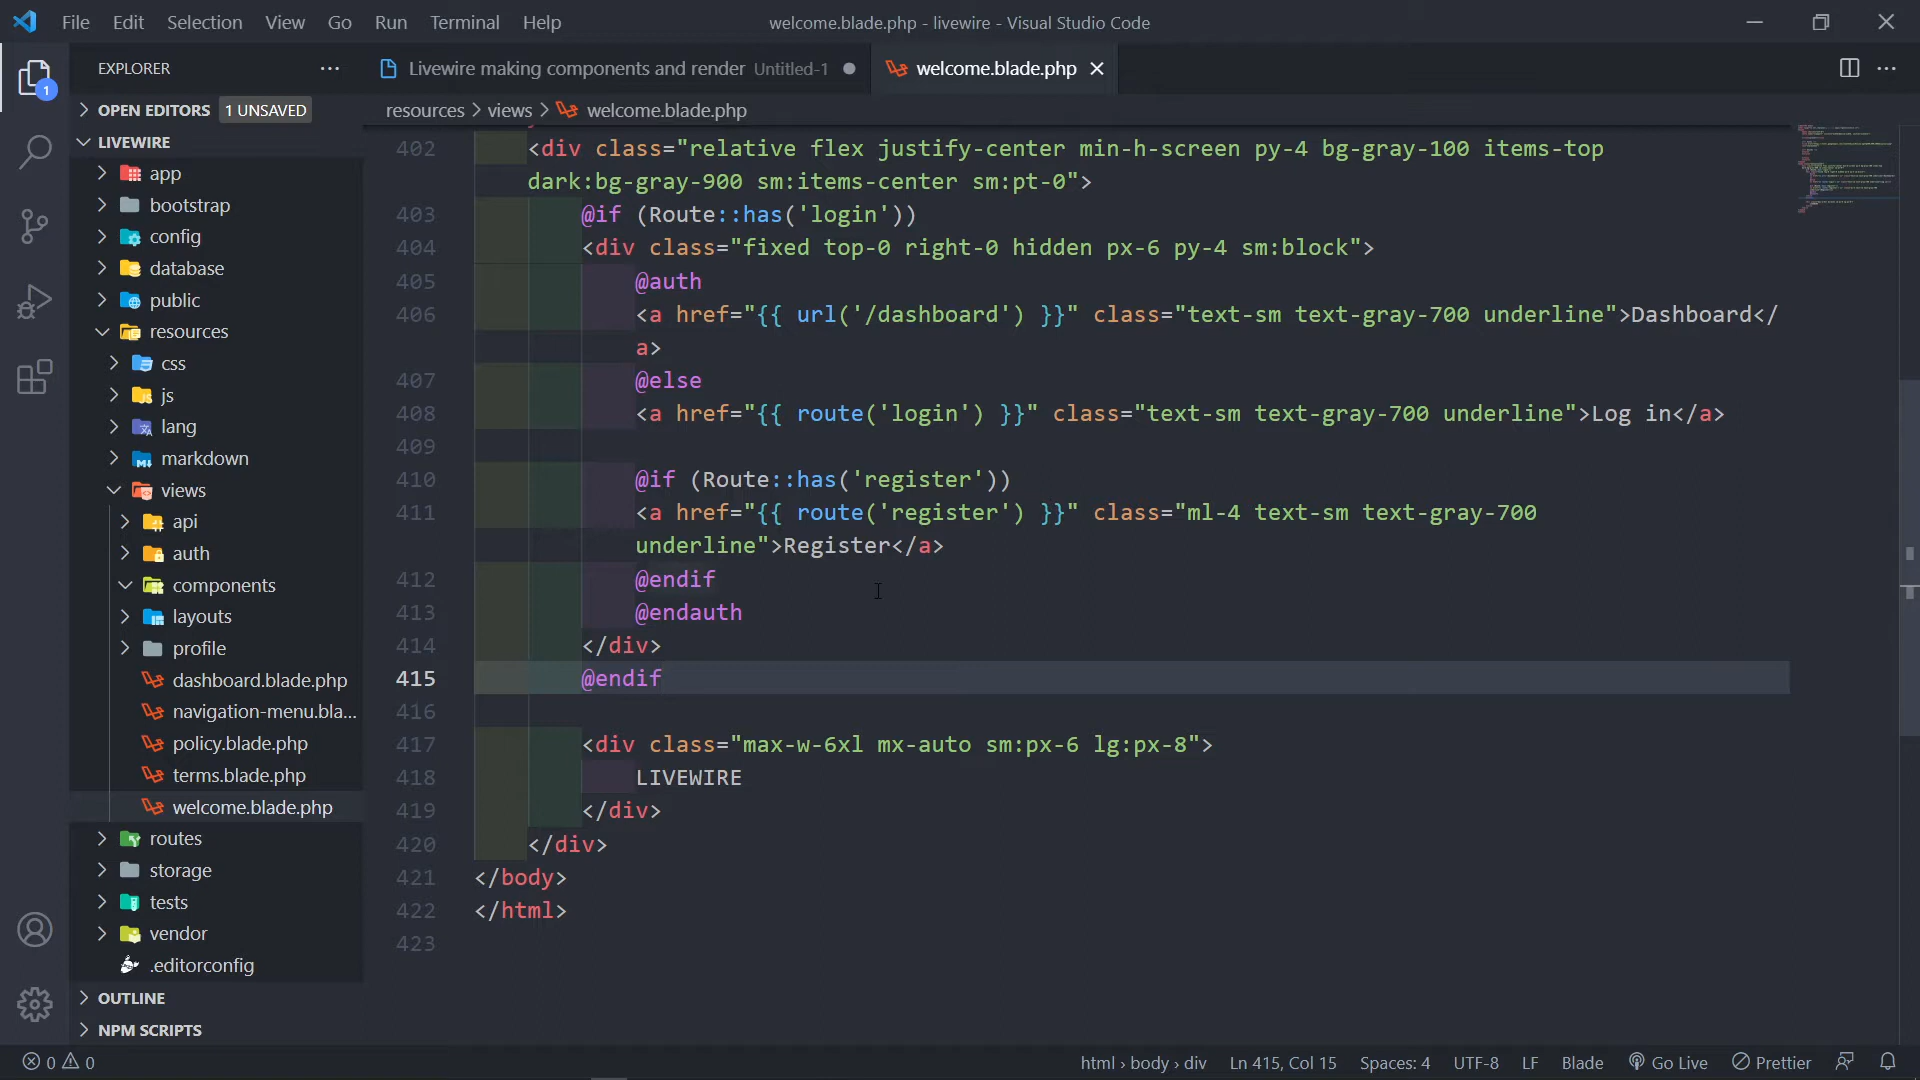 File Edit Selection View Go Run Terminal Help
welcome.blade.php - livewire - Visual Studio Code
EXPLORER
Livewire making components and render Untitled-1
welcome.blade.php
OPEN EDITORS 1 UNSAVED
resources > views > welcome.blade.php
1
LIVEWIRE
app
bootstrap
config
database
public
resources
css
js
lang
markdown
views
api
auth
components
layouts
profile
dashboard.blade.php
navigation-menu.bla...
policy.blade.php
terms.blade.php
welcome.blade.php
routes
storage
tests
vendor
.editorconfig
OUTLINE
NPM SCRIPTS
402 <div class="relative flex justify-center min-h-screen py-4 bg-gray-100 items-top
dark:bg-gray-900 sm:items-center sm:pt-0">
403 @if (Route::has('login'))
404 <div class="fixed top-0 right-0 hidden px-6 py-4 sm:block">
405 @auth
406 <a href="{{ url('/dashboard') }}" class="text-sm text-gray-700 underline">Dashboard</
a>
407 @else
408 <a href="{{ route('login') }}" class="text-sm text-gray-700 underline">Log in</a>
409
410 @if (Route::has('register'))
411 <a href="{{ route('register') }}" class="ml-4 text-sm text-gray-700
underline">Register</a>
412 @endif
413 @endauth
414 </div>
415 @endif
416
417 <div class="max-w-6xl mx-auto sm:px-6 lg:px-8">
418 LIVEWIRE
419 </div>
420 </div>
421 </body>
422 </html>
423
0 0
html › body › div Ln 415, Col 15 Spaces: 4 UTF-8 LF Blade Go Live Prettier